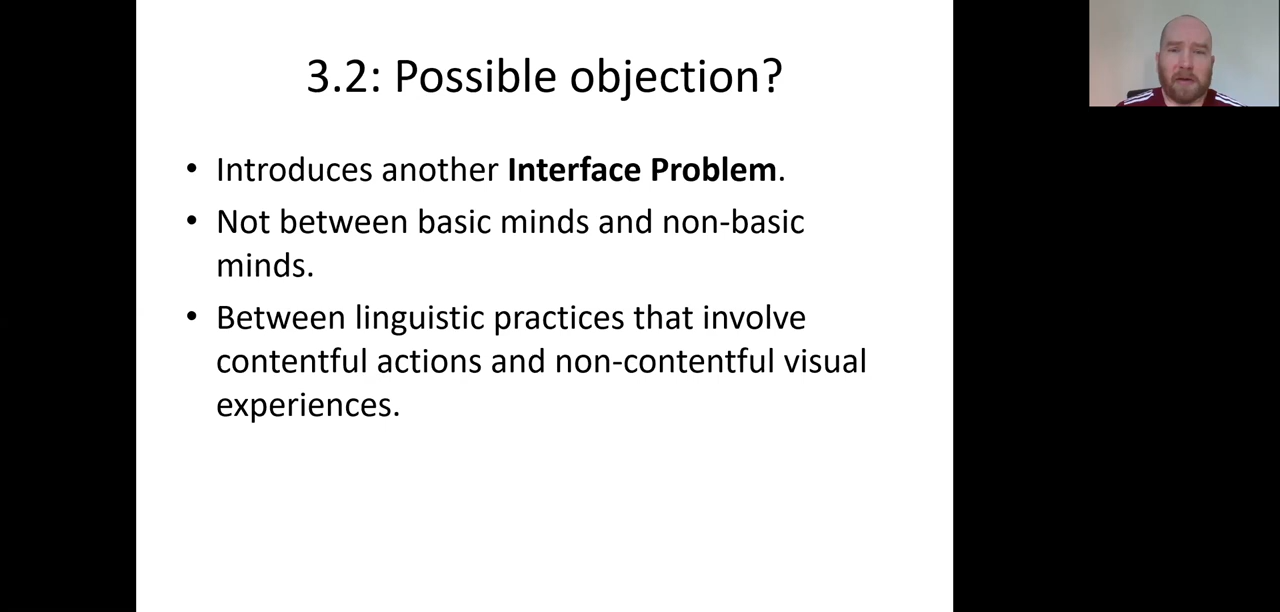 3.2: Possible objection?
• Introduces another Interface Problem.
• Not between basic minds and non-basic
minds.
• Between linguistic practices that involve
contentful actions and non-contentful visual
experiences.